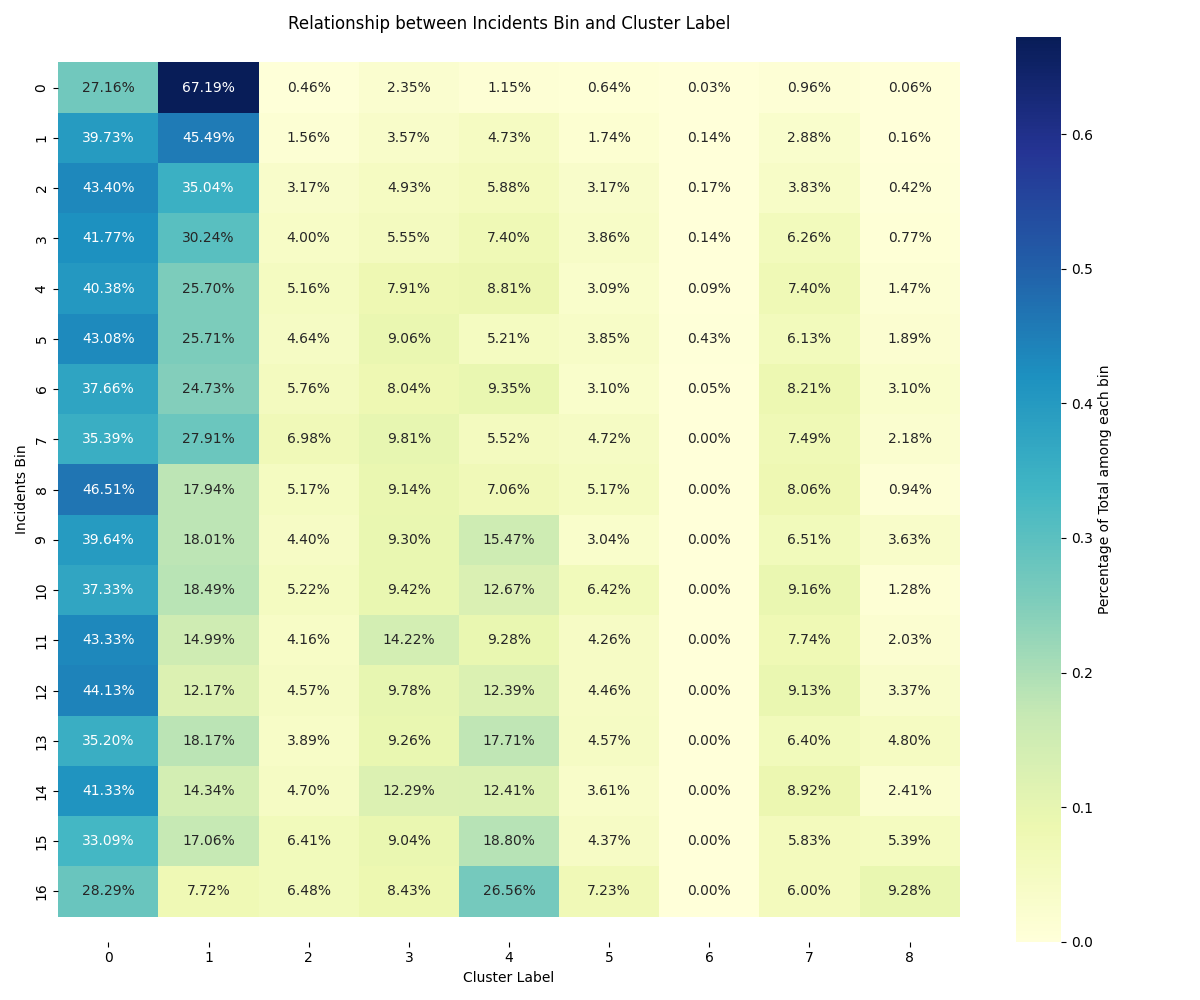 Relationship between Incidents Bin and Cluster Label
0 27.16% 67.19% 0.46% 2.35% 1.15% 0.64% 0.03% 0.96% 0.06%
1 39.73% 45.49% 1.56% 3.57% 4.73% 1.74% 0.14% 2.88% 0.16%
2 43.40% 35.04% 3.17% 4.93% 5.88% 3.17% 0.17% 3.83% 0.42%
3 41.77% 30.24% 4.00% 5.55% 7.40% 3.86% 0.14% 6.26% 0.77%
4 40.38% 25.70% 5.16% 7.91% 8.81% 3.09% 0.09% 7.40% 1.47%
5 43.08% 25.71% 4.64% 9.06% 5.21% 3.85% 0.43% 6.13% 1.89%
6 37.66% 24.73% 5.76% 8.04% 9.35% 3.10% 0.05% 8.21% 3.10%
7 35.39% 27.91% 6.98% 9.81% 5.52% 4.72% 0.00% 7.49% 2.18%
8 46.51% 17.94% 5.17% 9.14% 7.06% 5.17% 0.00% 8.06% 0.94%
9 39.64% 18.01% 4.40% 9.30% 15.47% 3.04% 0.00% 6.51% 3.63%
10 37.33% 18.49% 5.22% 9.42% 12.67% 6.42% 0.00% 9.16% 1.28%
11 43.33% 14.99% 4.16% 14.22% 9.28% 4.26% 0.00% 7.74% 2.03%
12 44.13% 12.17% 4.57% 9.78% 12.39% 4.46% 0.00% 9.13% 3.37%
13 35.20% 18.17% 3.89% 9.26% 17.71% 4.57% 0.00% 6.40% 4.80%
14 41.33% 14.34% 4.70% 12.29% 12.41% 3.61% 0.00% 8.92% 2.41%
15 33.09% 17.06% 6.41% 9.04% 18.80% 4.37% 0.00% 5.83% 5.39%
16 28.29% 7.72% 6.48% 8.43% 26.56% 7.23% 0.00% 6.00% 9.28%
0 1 2 3 4 5 6 7 8
Cluster Label
Incidents Bin
0.6
0.5
0.4
0.3
0.2
0.1
0.0
Percentage of Total among each bin